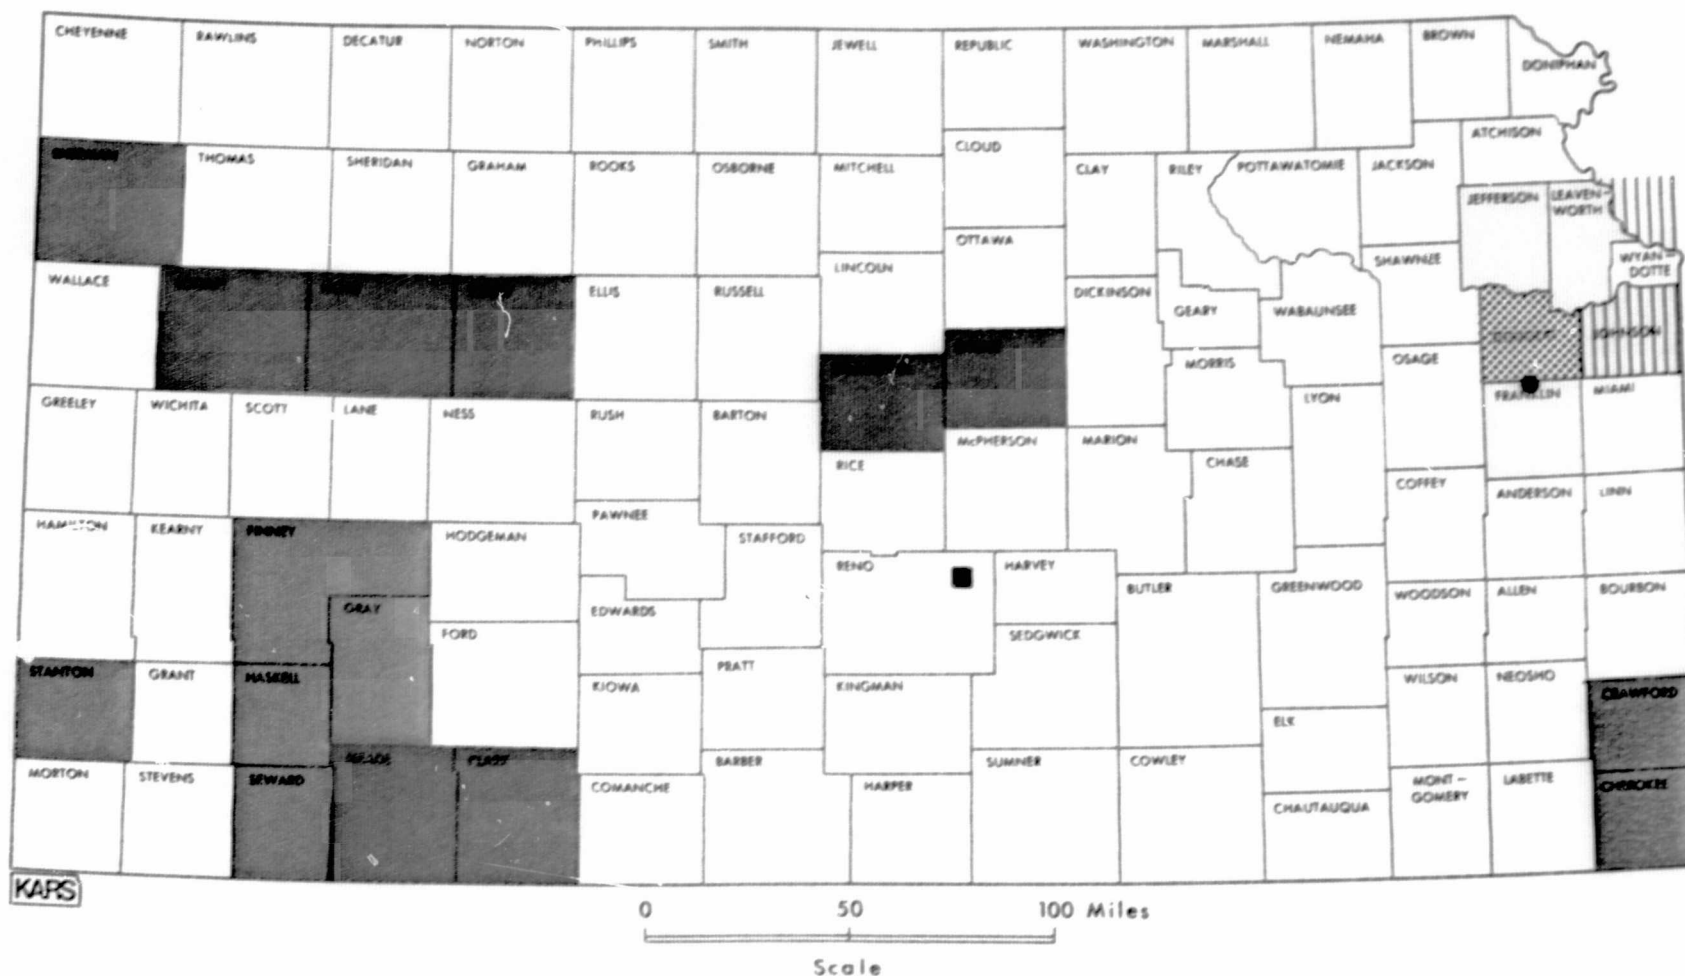 CHEYENNE
RAWLINS
DECATUR
NORTON
PHILLIPS
SMITH
JEWELL
REPUBLIC
WASHINGTON
MARSHALL
NEMAHA
BROWN
DONIPHAN
THOMAS
SHERIDAN
GRAHAM
ROOKS
OSBORNE
MITCHELL
CLOUD
CLAY
RILEY
POTTAWATOMIE
JACKSON
ATCHISON
JEFFERSON
LEAVEN-
WORTH
WYAN-
DOTTE
WALLACE
ELLIS
RUSSELL
LINCOLN
OTTAWA
DICKINSON
GEARY
WABAUNSEE
SHAWNEE
JOHNSON
GREELEY
WICHITA
SCOTT
LANE
NESS
RUSH
BARTON
RICE
McPHERSON
MARION
MORRIS
CHASE
LYON
OSAGE
FRANKLIN
MIAMI
COFFEY
ANDERSON
LINN
HAMILTON
KEARNY
FINNEY
HODGEMAN
PAWNEE
STAFFORD
RENO
HARVEY
BUTLER
GREENWOOD
WOODSON
ALLEN
BOURBON
GRAY
FORD
EDWARDS
SEDGWICK
STANTON
GRANT
HASKELL
KIOWA
PRATT
KINGMAN
WILSON
NEOSHO
CRAWFORD
ELK
MORTON
STEVENS
SEWARD
MEADE
CLARK
COMANCHE
BARBER
HARPER
SUMNER
COWLEY
CHAUTAUQUA
MONT-
GOMERY
LABETTE
CHEROKEE
KARS
0 50 100 Miles
Scale